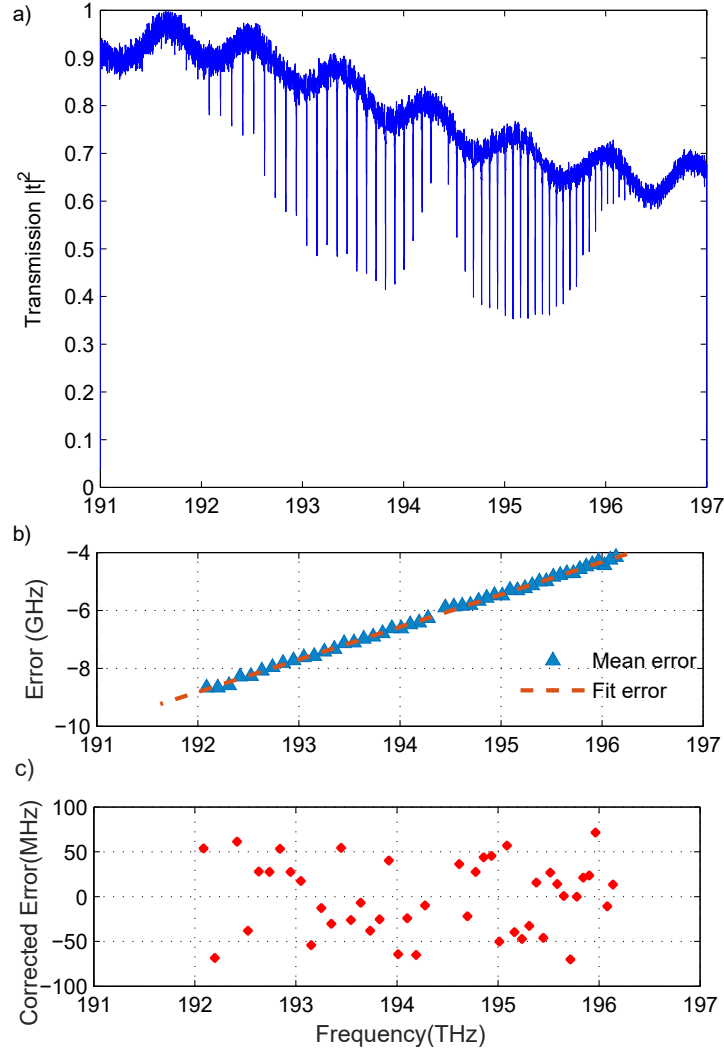 a)
1
0.9
0.8
0.7
0.6
0.5
0.4
0.3
0.2
0.1
0
Transmission |t|²
191 192 193 194 195 196 197
b)
−4
−6
−8
−10
Error (GHz)
Mean error
Fit error
191 192 193 194 195 196 197
c)
100
50
0
−50
−100
Corrected Error(MHz)
191 192 193 194 195 196 197
Frequency(THz)